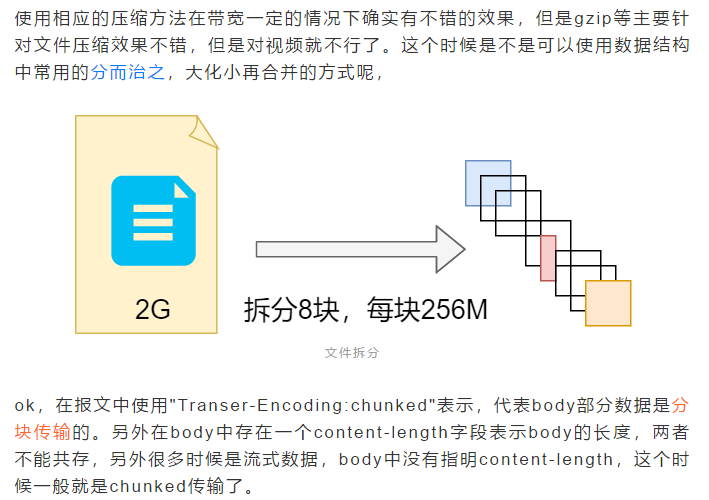 使用相应的压缩方法在带宽一定的情况下确实有不错的效果，但是gzip等主要针
对文件压缩效果不错，但是对视频就不行了。这个时候是不是可以使用数据结构
中常用的分而治之，大化小再合并的方式呢，
2G
拆分8块，每块256M
文件拆分
ok，在报文中使用"Transer-Encoding:chunked"表示，代表body部分数据是分
块传输的。另外在body中存在一个content-length字段表示body的长度，两者
不能共存，另外很多时候是流式数据，body中没有指明content-length，这个时
候一般就是chunked传输了。